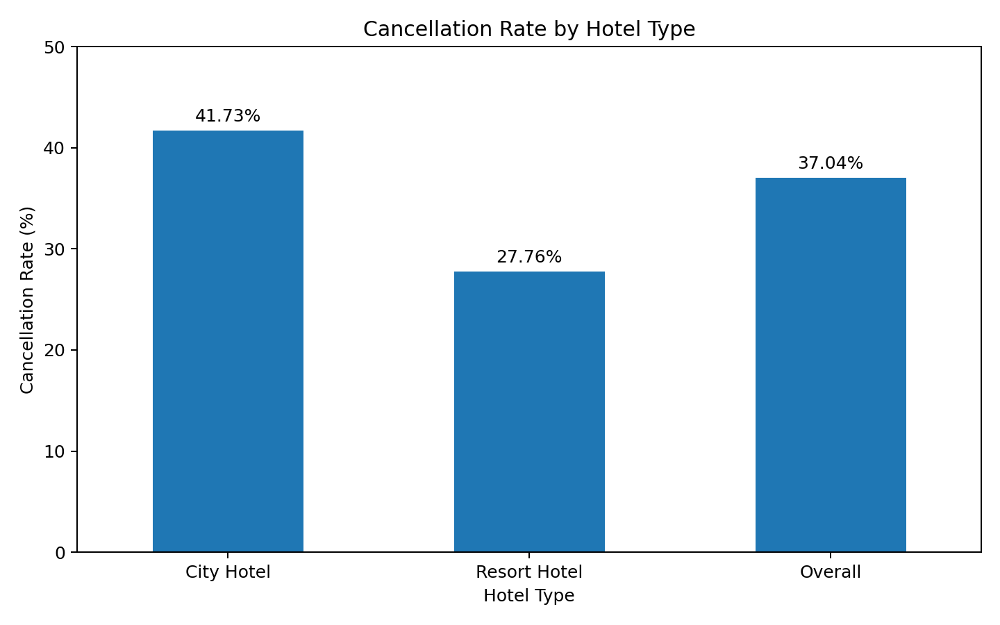 Cancellation Rate by Hotel Type
Cancellation Rate (%)
50
40
30
20
10
0
41.73%
27.76%
37.04%
City Hotel
Resort Hotel
Overall
Hotel Type